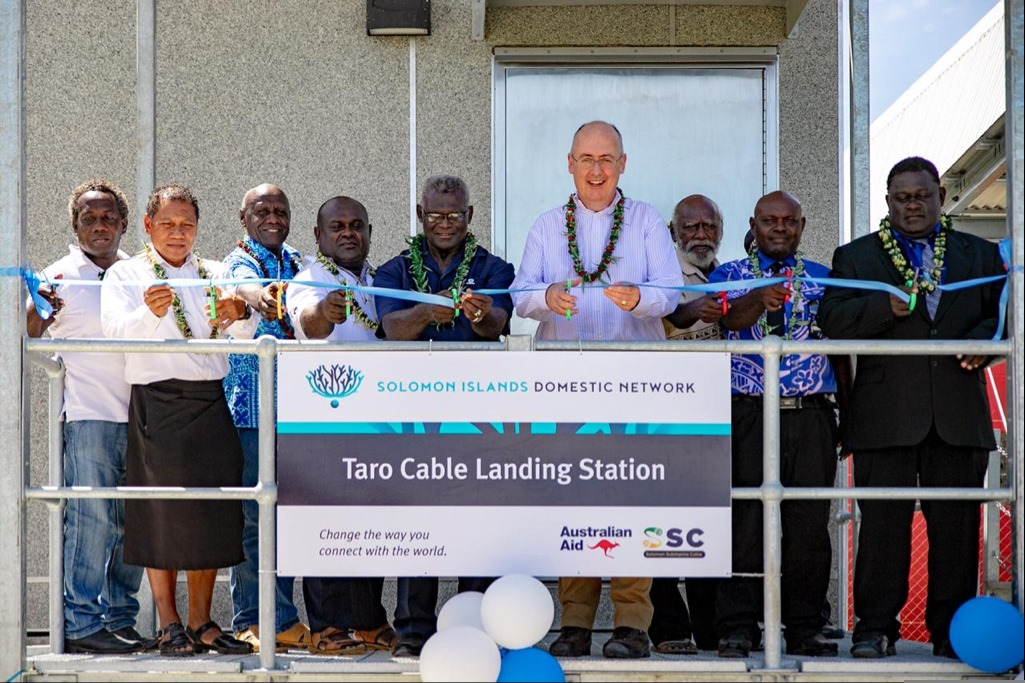 SOLOMON ISLANDS DOMESTIC NETWORK
Taro Cable Landing Station
Change the way you
connect with the world.
Australian
Aid
SSC
Solomon Submarine Cable